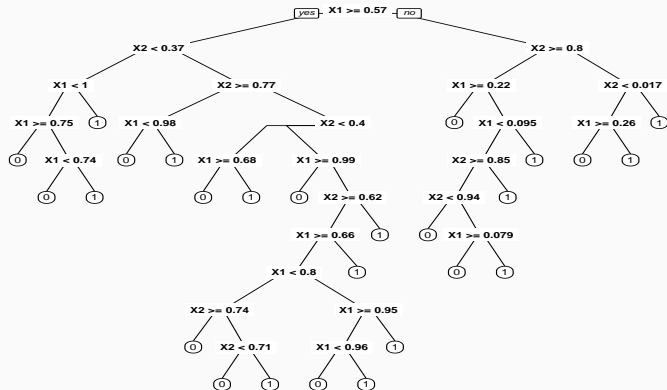 yes X1 >= 0.57 no
X2 < 0.37 X2 >= 0.8
X1 < 1 X2 >= 0.77 X1 >= 0.22 X2 < 0.017
X1 >= 0.75 1 X1 < 0.98 X2 < 0.4 0 X1 < 0.095 X1 >= 0.26 1
0 X1 < 0.74 0 1 X1 >= 0.68 X1 >= 0.99 X2 >= 0.85 1 0 1
0 1 0 1 0 X2 >= 0.62 X2 < 0.94 1
X1 >= 0.66 1 0 X1 >= 0.079
X1 < 0.8 1 0 1
X2 >= 0.74 X1 >= 0.95
0 X2 < 0.71 X1 < 0.96 1
0 1 0 1